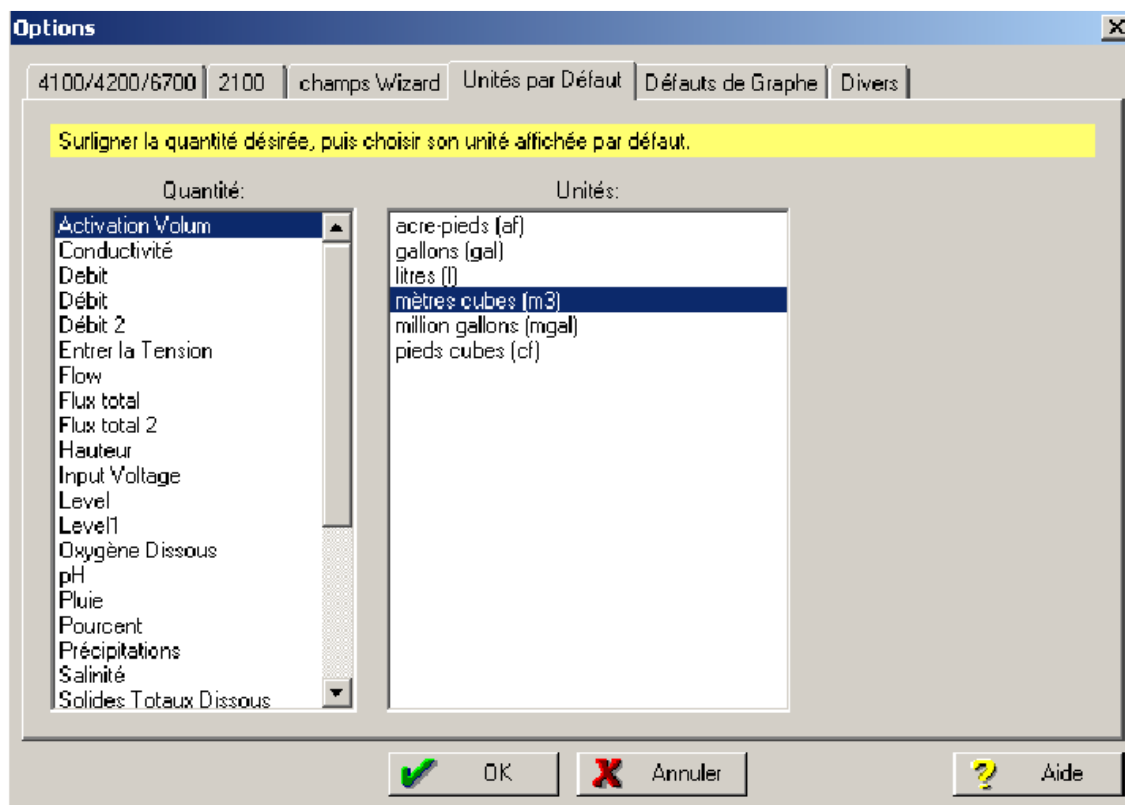 Options
4100/4200/6700 2100 champs Wizard Unités par Défaut Défauts de Graphe Divers
Surligner la quantité désirée, puis choisir son unité affichée par défaut.
Quantité:
Activation Volum
Conductivité
Debit
Débit
Débit 2
Entrer la Tension
Flow
Flux total
Flux total 2
Hauteur
Input Voltage
Level
Level1
Oxygène Dissous
pH
Pluie
Pourcent
Précipitations
Salinité
Solides Totaux Dissous
Unités:
acre-pieds (af)
gallons (gal)
litres (l)
mètres cubes (m3)
million gallons (mgal)
pieds cubes (cf)
OK Annuler Aide